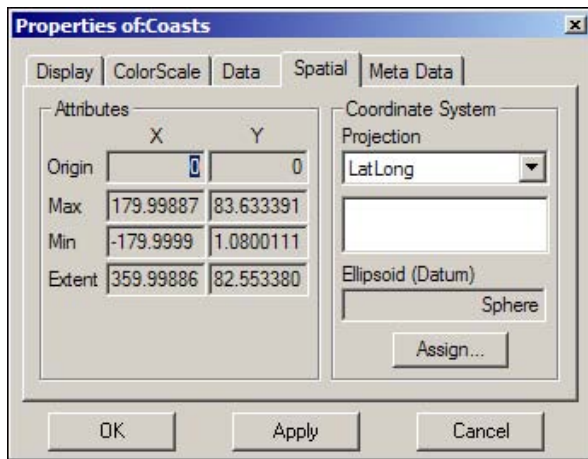 Properties of:Coasts
Display ColorScale Data Spatial Meta Data
Attributes
X Y
Origin 0 0
Max 179.99887 83.633391
Min -179.9999 1.0800111
Extent 359.99886 82.553380
Coordinate System
Projection
LatLong
Ellipsoid (Datum)
Sphere
Assign...
OK Apply Cancel